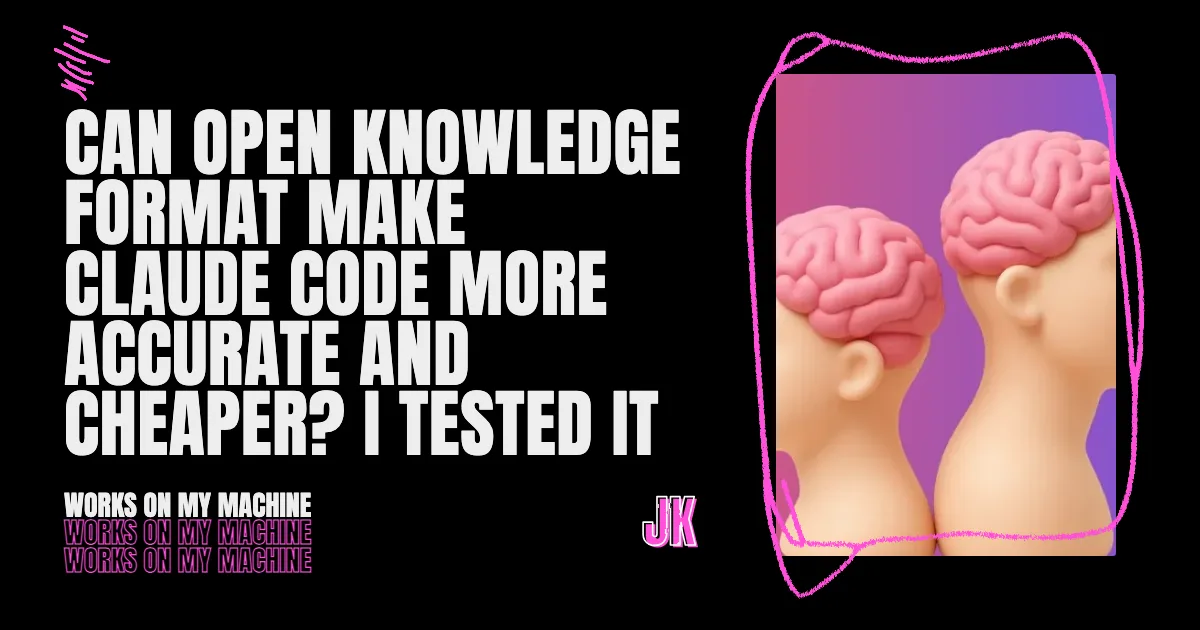 CAN OPEN KNOWLEDGE
FORMAT MAKE
CLAUDE CODE MORE
ACCURATE AND
CHEAPER? I TESTED IT
WORKS ON MY MACHINE
WORKS ON MY MACHINE
WORKS ON MY MACHINE
JK